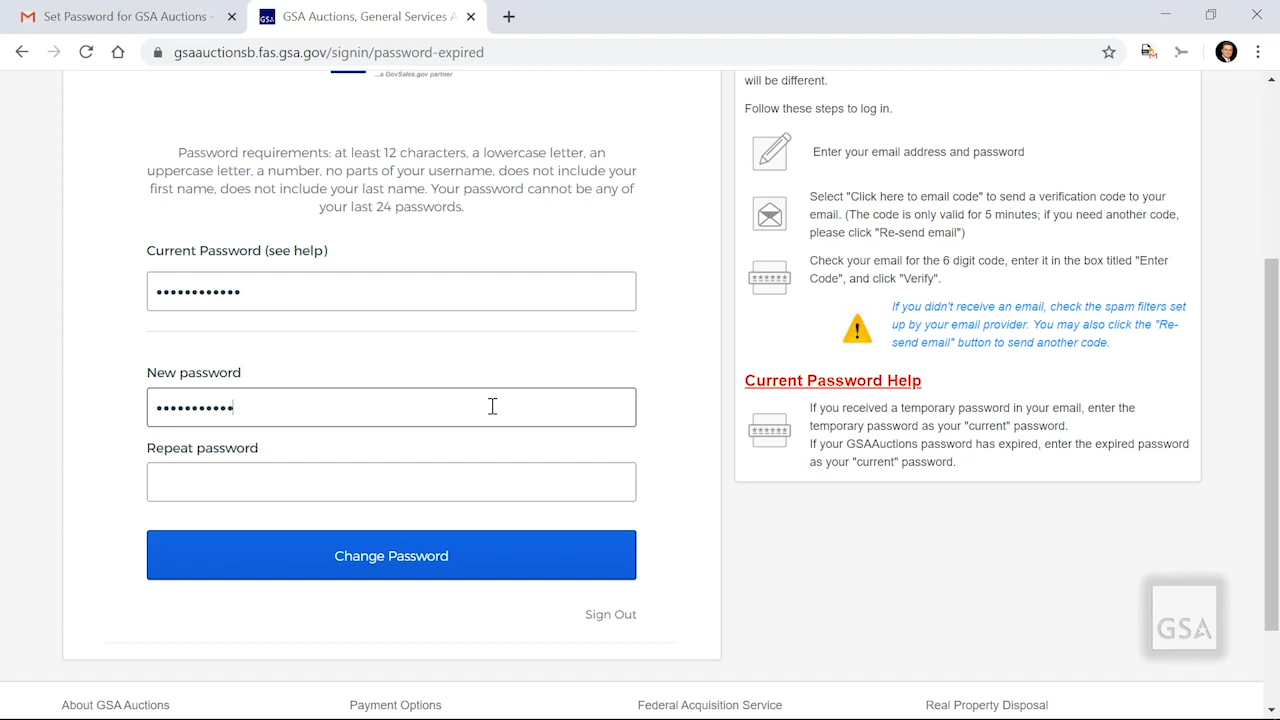 Set Password for GSA Auctions -
GSA
GSA Auctions, General Services A
gsaauctionsb.fas.gsa.gov/signin/password-expired
...a GovSales.gov partner
Password requirements: at least 12 characters, a lowercase letter, an
uppercase letter, a number, no parts of your username, does not include your
first name, does not include your last name. Your password cannot be any of
your last 24 passwords.
Current Password (see help)
••••••••••••
New password
•••••••••••
Repeat password
Change Password
Sign Out
will be different.
Follow these steps to log in.
Enter your email address and password
Select "Click here to email code" to send a verification code to your
email. (The code is only valid for 5 minutes; if you need another code,
please click "Re-send email")
Check your email for the 6 digit code, enter it in the box titled "Enter
Code", and click "Verify".
If you didn't receive an email, check the spam filters set
up by your email provider. You may also click the "Re-
send email" button to send another code.
Current Password Help
If you received a temporary password in your email, enter the
temporary password as your "current" password.
If your GSAAuctions password has expired, enter the expired password
as your "current" password.
GSA
About GSA Auctions
Payment Options
Federal Acquisition Service
Real Property Disposal